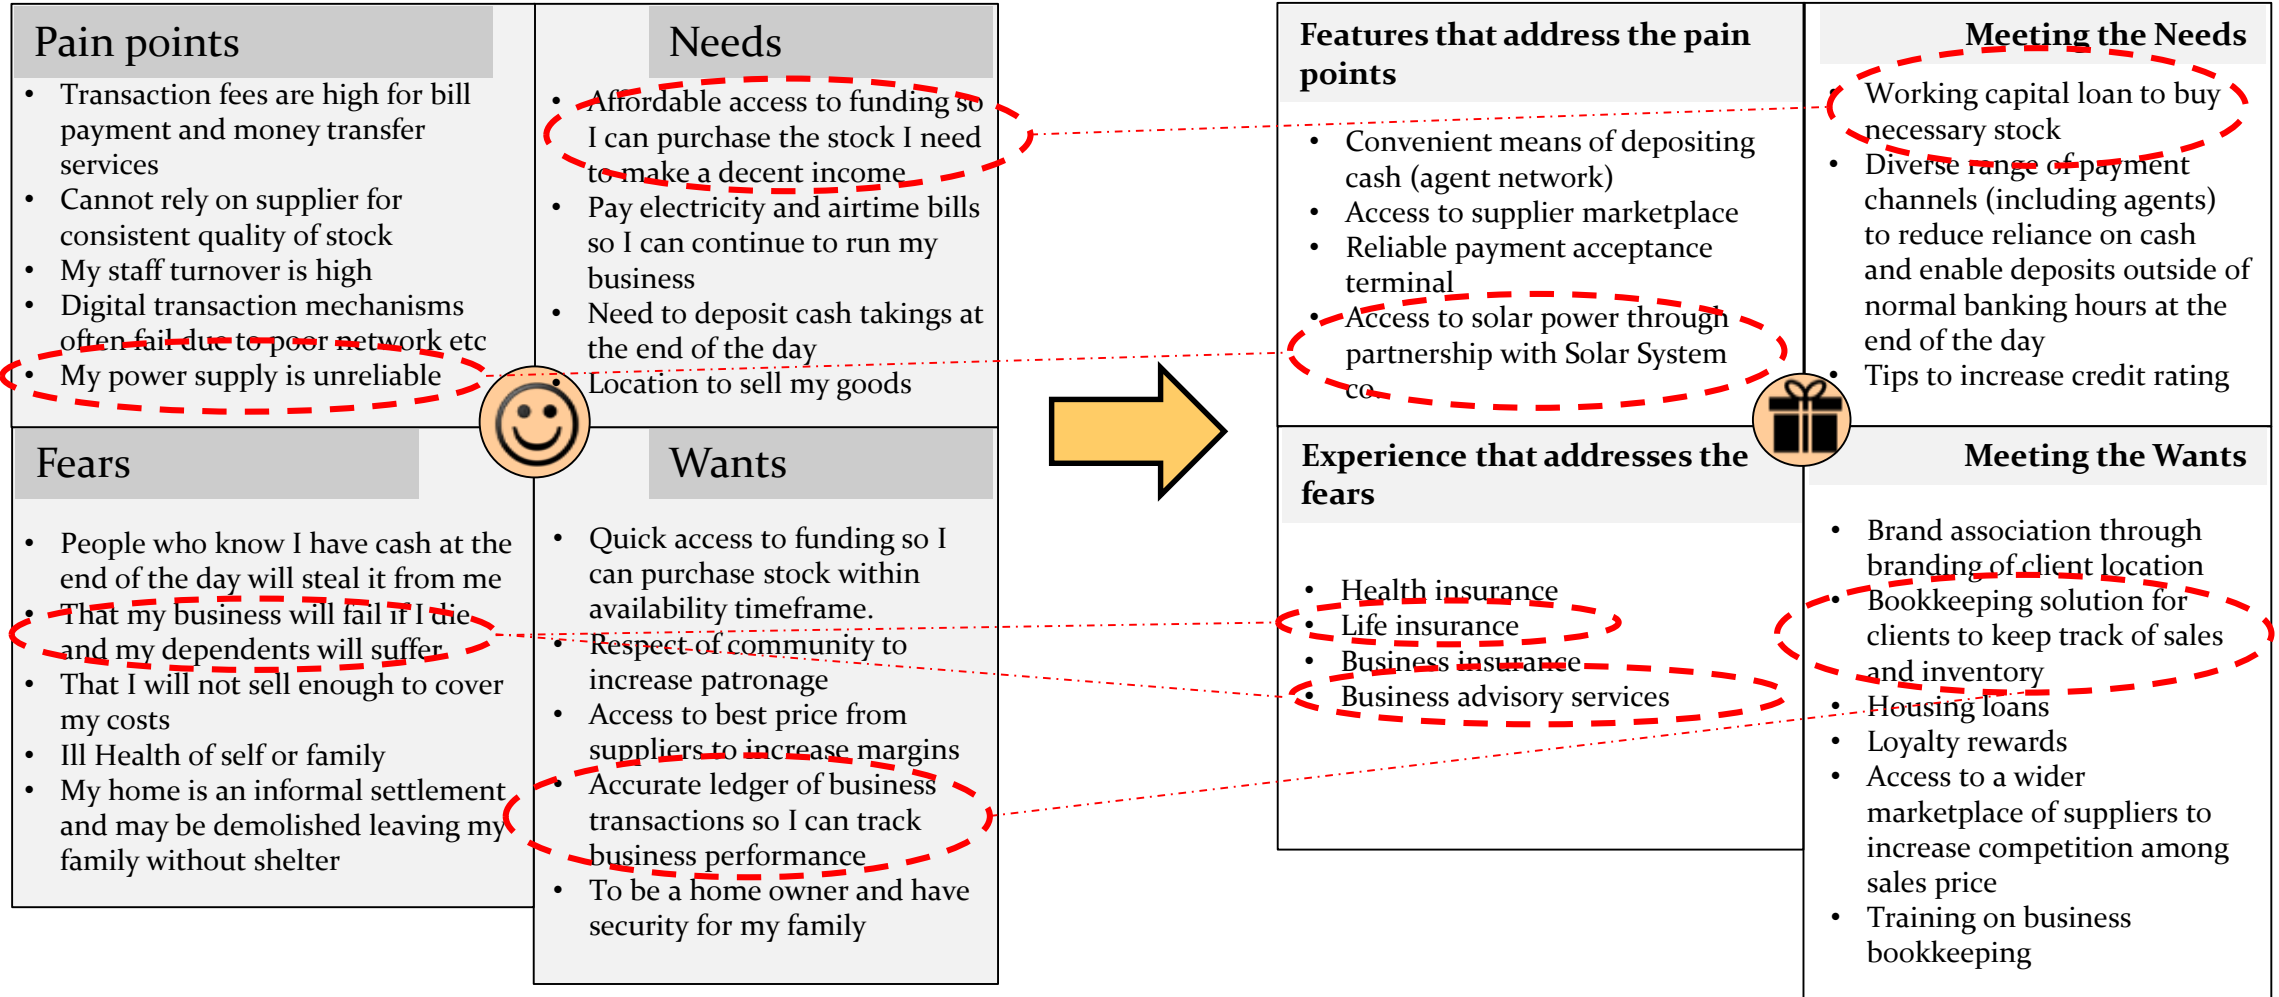 Pain points
• Transaction fees are high for bill
payment and money transfer
services
• Cannot rely on supplier for
consistent quality of stock
• My staff turnover is high
• Digital transaction mechanisms
often fail due to poor network etc
• My power supply is unreliable
Needs
• Affordable access to funding so
I can purchase the stock I need
to make a decent income
• Pay electricity and airtime bills
so I can continue to run my
business
• Need to deposit cash takings at
the end of the day
• Location to sell my goods
Fears
• People who know I have cash at the
end of the day will steal it from me
• That my business will fail if I die
and my dependents will suffer
• That I will not sell enough to cover
my costs
• Ill Health of self or family
• My home is an informal settlement
and may be demolished leaving my
family without shelter
Wants
• Quick access to funding so I
can purchase stock within
availability timeframe.
• Respect of community to
increase patronage
• Access to best price from
suppliers to increase margins
• Accurate ledger of business
transactions so I can track
business performance
• To be a home owner and have
security for my family
Features that address the pain
points
• Convenient means of depositing
cash (agent network)
• Access to supplier marketplace
• Reliable payment acceptance
terminal
• Access to solar power through
partnership with Solar System
co.
Meeting the Needs
• Working capital loan to buy
necessary stock
• Diverse range of payment
channels (including agents)
to reduce reliance on cash
and enable deposits outside of
normal banking hours at the
end of the day
• Tips to increase credit rating
Experience that addresses the
fears
• Health insurance
• Life insurance
• Business insurance
• Business advisory services
Meeting the Wants
• Brand association through
branding of client location
• Bookkeeping solution for
clients to keep track of sales
and inventory
• Housing loans
• Loyalty rewards
• Access to a wider
marketplace of suppliers to
increase competition among
sales price
• Training on business
bookkeeping